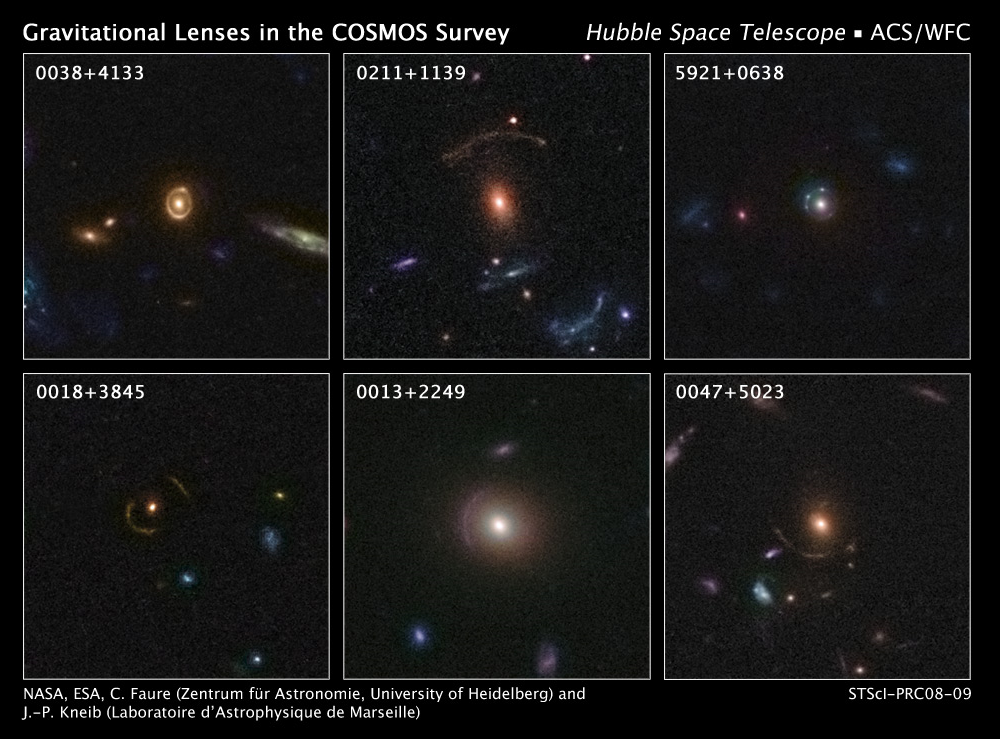 Gravitational Lenses in the COSMOS Survey
Hubble Space Telescope ▪ ACS/WFC
0038+4133
0211+1139
5921+0638
0018+3845
0013+2249
0047+5023
NASA, ESA, C. Faure (Zentrum für Astronomie, University of Heidelberg) and
J.–P. Kneib (Laboratoire d'Astrophysique de Marseille)
STScI–PRC08–09